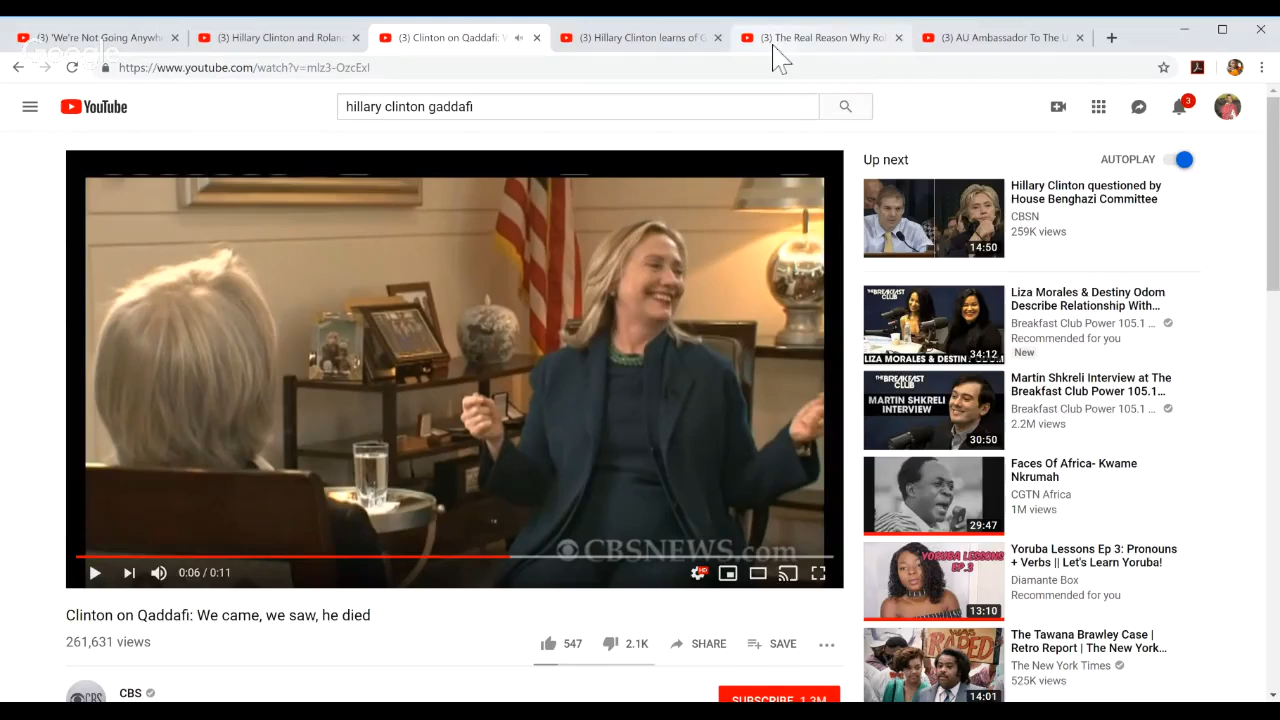 (3) 'We're Not Going Anywh
(3) Hillary Clinton and Rolan
(3) Clinton on Qaddafi: W
(3) Hillary Clinton learns of G
(3) The Real Reason Why Rol
(3) AU Ambassador To The U
Google
https://www.youtube.com/watch?v=mlz3-OzcExI
YouTube
hillary clinton gaddafi
3
CBSNEWS.com
0:06 / 0:11
HD
Clinton on Qaddafi: We came, we saw, he died
261,631 views
547
2.1K
SHARE
SAVE
CBS
SUBSCRIBE 1.3M
Up next
AUTOPLAY
14:50
Hillary Clinton questioned by
House Benghazi Committee
CBSN
259K views
THE BREAKFAST
CLUB
LIZA MORALES & DESTIN
34:12
Liza Morales & Destiny Odom
Describe Relationship With...
Breakfast Club Power 105.1 ...
Recommended for you
New
THE BREAKFAST
CLUB
MARTIN SHKRELI
INTERVIEW
30:50
Martin Shkreli Interview at The
Breakfast Club Power 105.1...
Breakfast Club Power 105.1 ...
2.2M views
29:47
Faces Of Africa- Kwame
Nkrumah
CGTN Africa
1M views
YORUBA LESSONS
EP.3
13:10
Yoruba Lessons Ep 3: Pronouns
+ Verbs || Let's Learn Yoruba!
Diamante Box
Recommended for you
RAPED
14:01
The Tawana Brawley Case |
Retro Report | The New York...
The New York Times
525K views